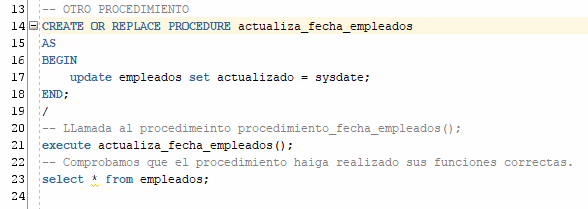 13 -- OTRO PROCEDIMIENTO
14 CREATE OR REPLACE PROCEDURE actualiza_fecha_empleados
15 AS
16 BEGIN
17 update empleados set actualizado = sysdate;
18 END;
19 /
20 -- LLamada al procedimeinto procedimiento_fecha_empleados();
21 execute actualiza_fecha_empleados();
22 -- Comprobamos que el procedimiento haiga realizado sus funciones correctas.
23 select * from empleados;
24